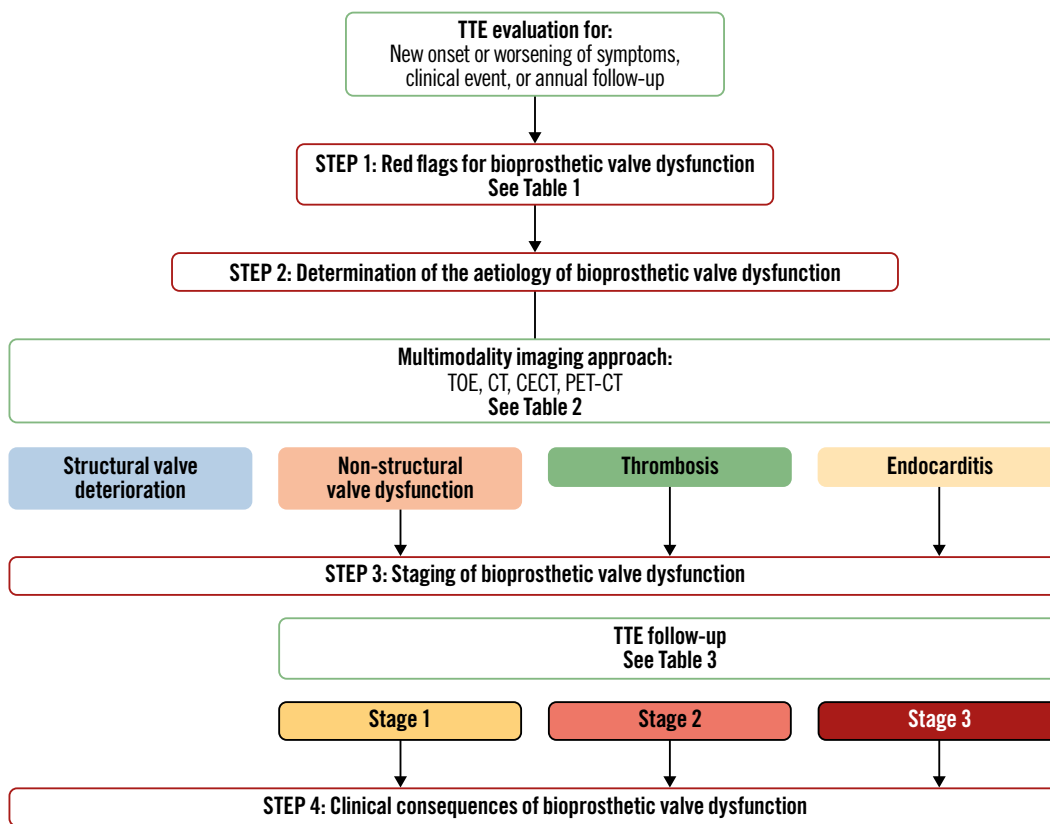 TTE evaluation for:
New onset or worsening of symptoms,
clinical event, or annual follow-up
STEP 1: Red flags for bioprosthetic valve dysfunction
See Table 1
STEP 2: Determination of the aetiology of bioprosthetic valve dysfunction
Multimodality imaging approach:
TOE, CT, CECT, PET-CT
See Table 2
Structural valve
deterioration
Non-structural
valve dysfunction
Thrombosis
Endocarditis
STEP 3: Staging of bioprosthetic valve dysfunction
TTE follow-up
See Table 3
Stage 1
Stage 2
Stage 3
STEP 4: Clinical consequences of bioprosthetic valve dysfunction